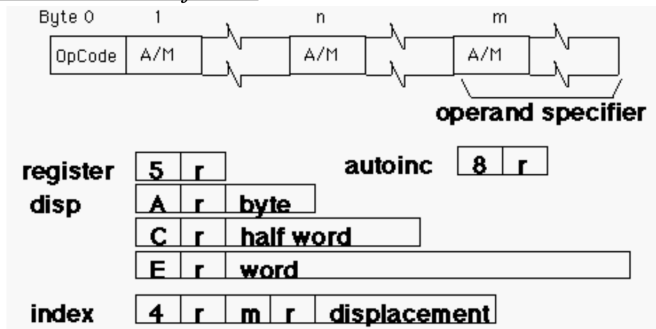 Byte 0 1 n m
OpCode A/M A/M A/M
operand specifier
register 5 r autoinc 8 r
disp A r byte
C r half word
E r word
index 4 r m r displacement